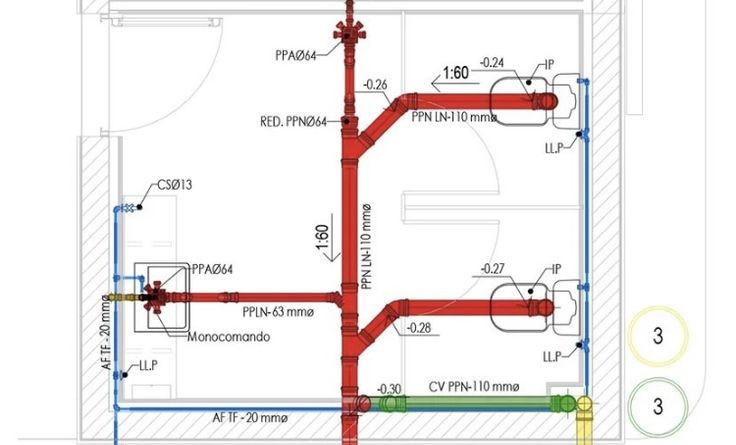 PPAØ64
-0.26
1:60
-0.24
IP
RED. PPNØ64
PPN LN-110 mmø
LL.P
CSØ13
1:60
PPN LN-110 mmø
PPAØ64
-0.27
IP
PPLN- 63 mmø
Monocomando
-0.28
AF TF - 20 mmø
LL.P
LL.P
3
-0.30
CV PPN-110 mmø
AF TF - 20 mmø
3